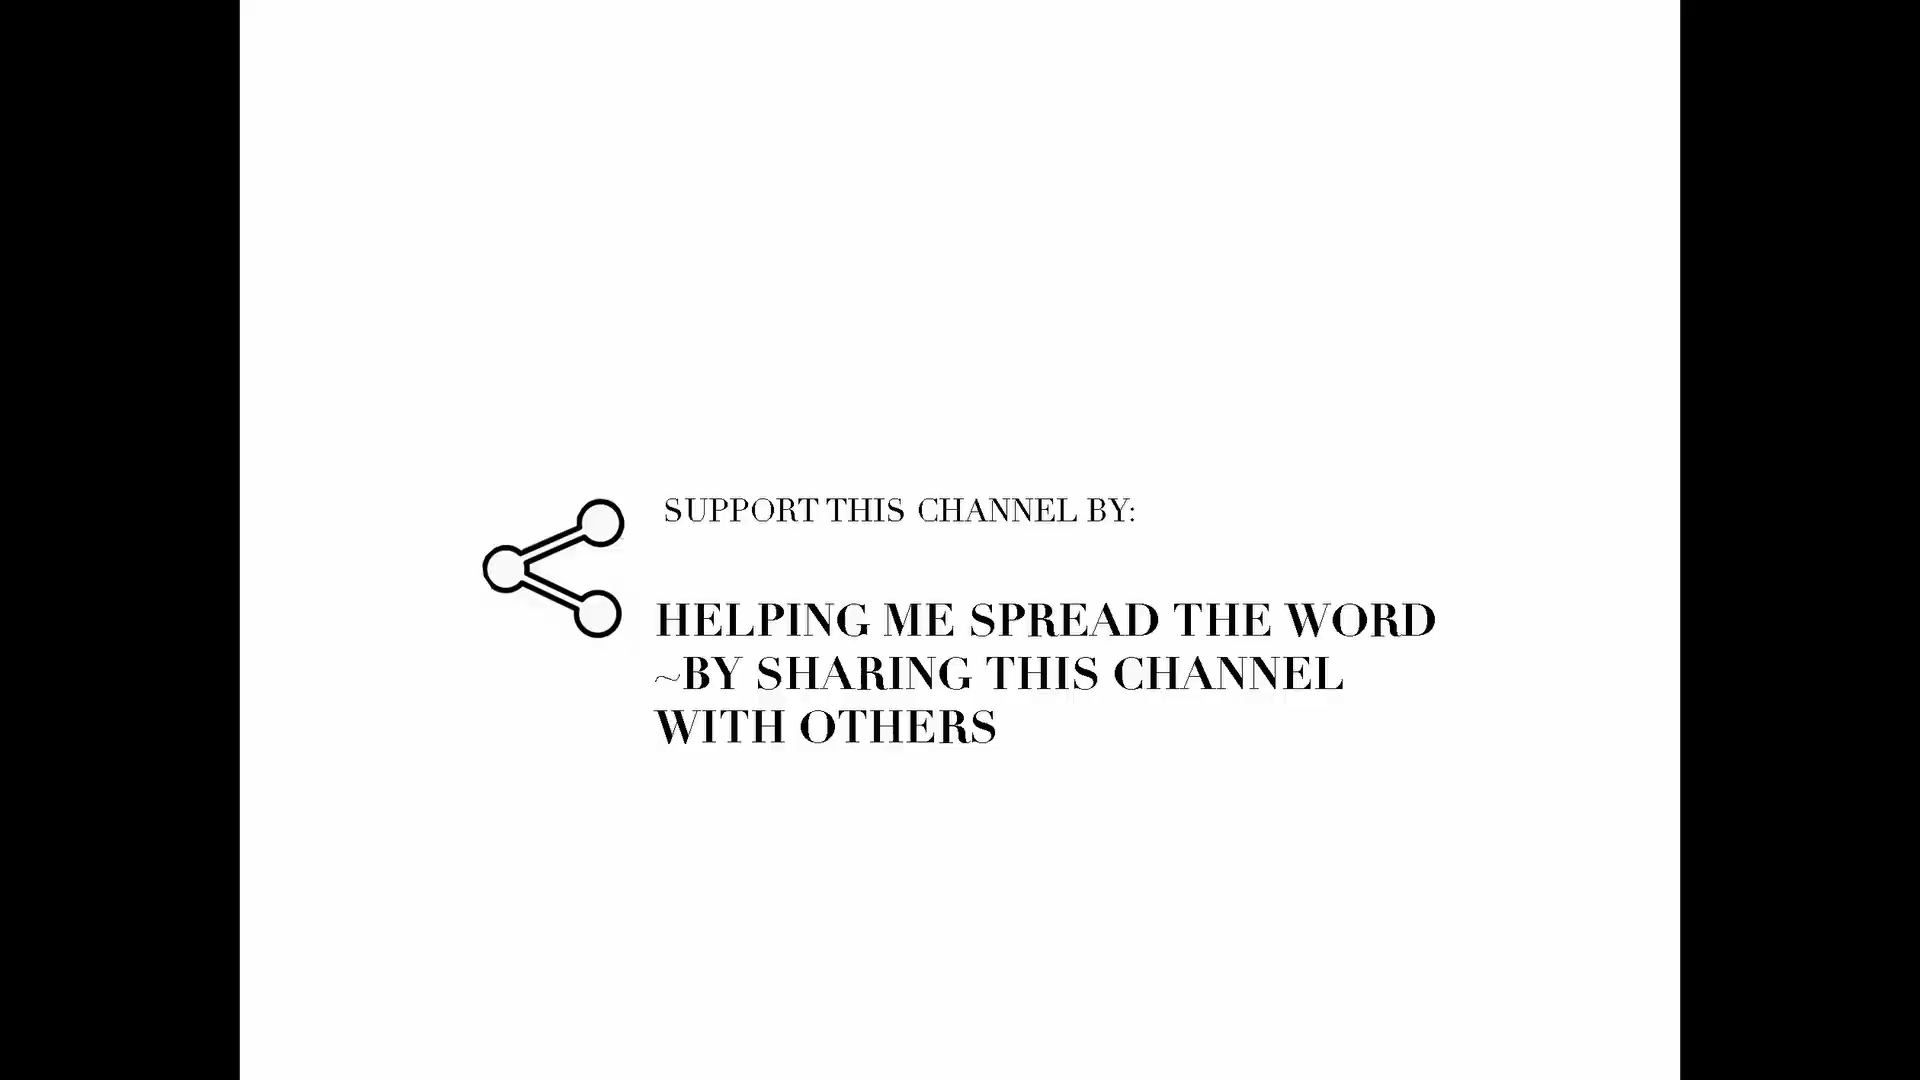 SUPPORT THIS CHANNEL BY:
HELPING ME SPREAD THE WORD
~BY SHARING THIS CHANNEL
WITH OTHERS